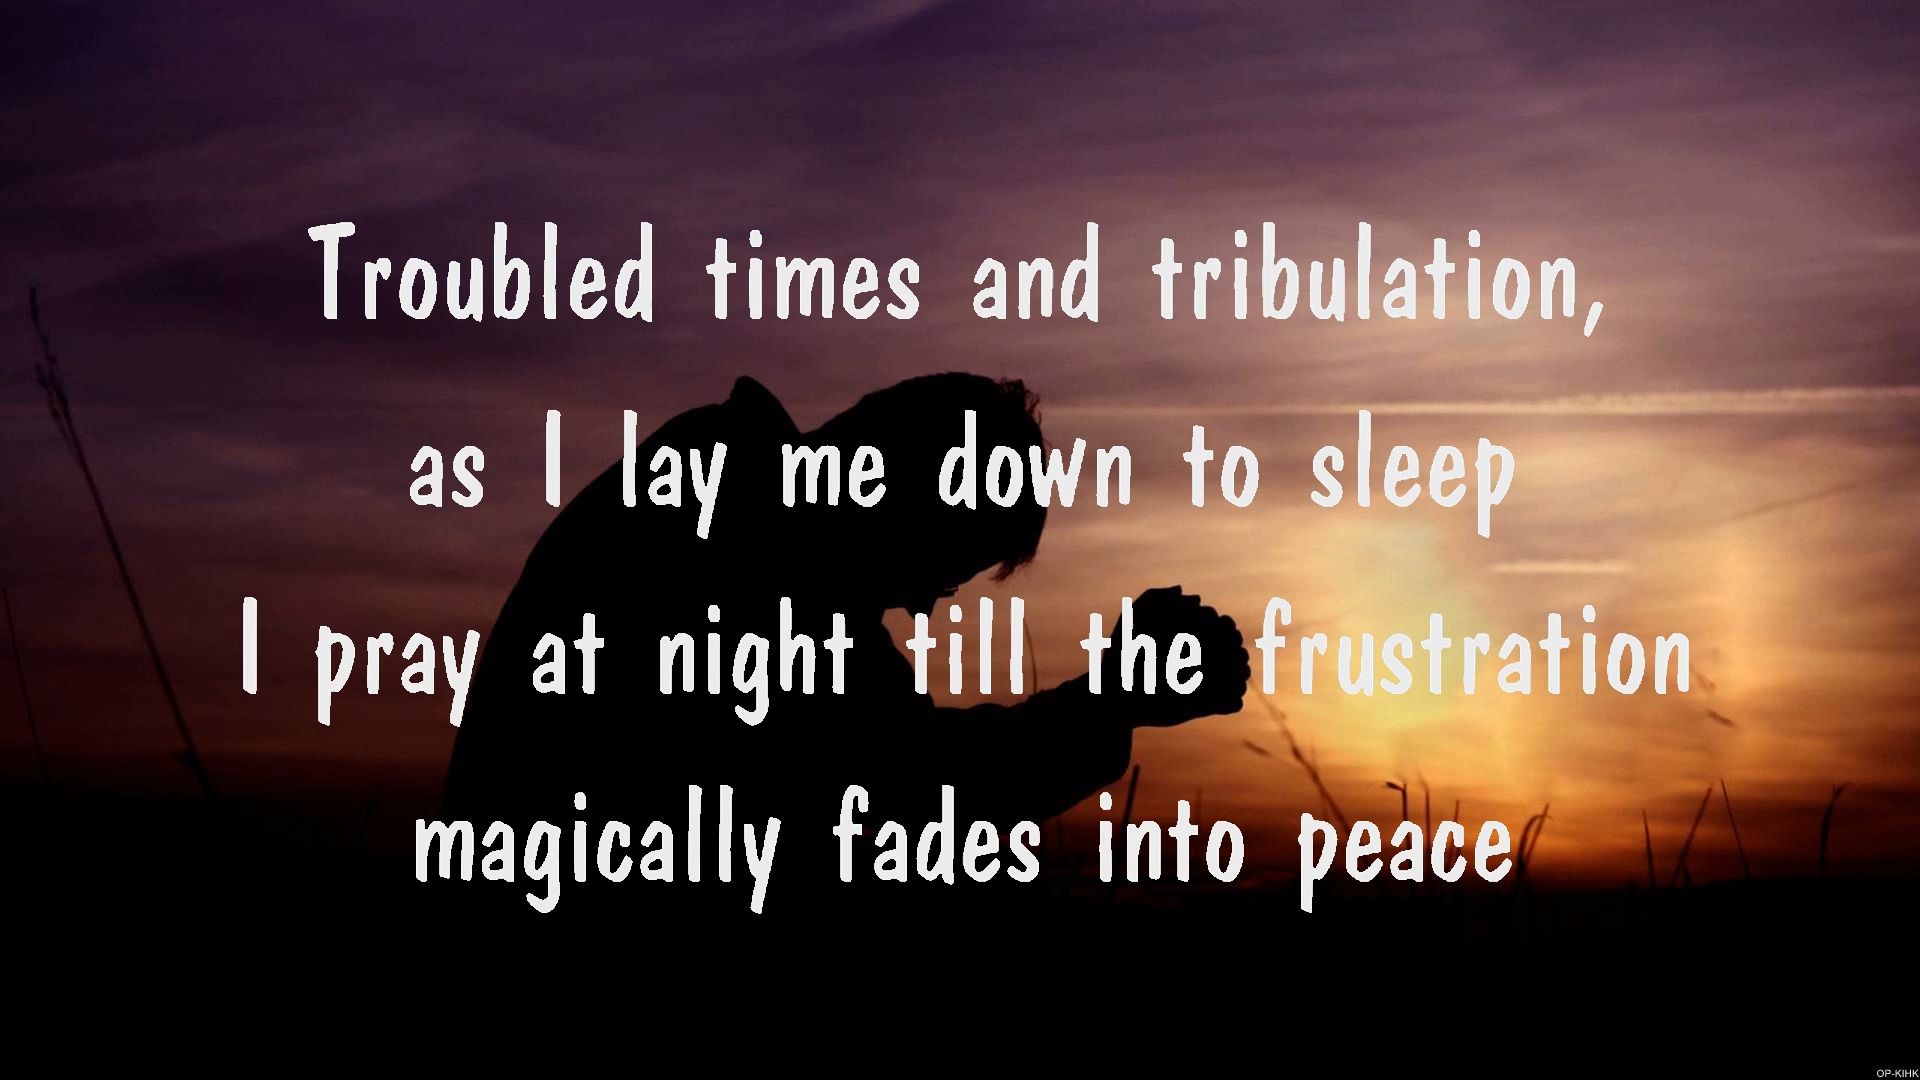 Troubled times and tribulation,
as I lay me down to sleep
I pray at night till the frustration
magically fades into peace
OP-KIHK